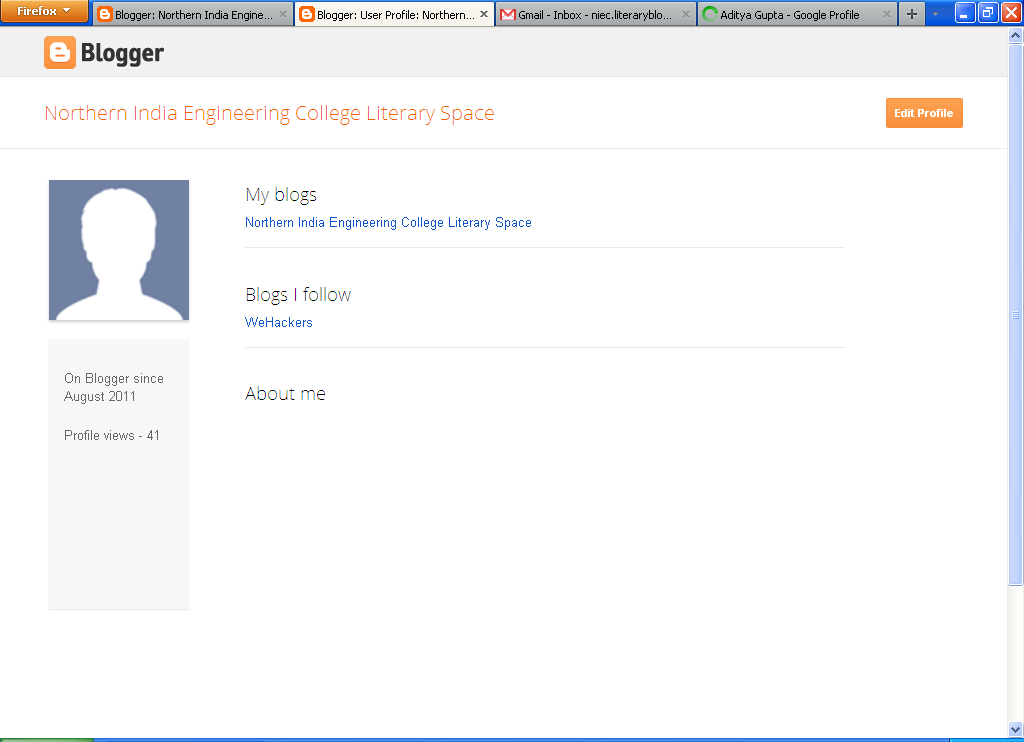 Firefox
Blogger: Northern India Engine...
Blogger: User Profile: Northern...
Gmail - Inbox - niec.literaryblo...
Aditya Gupta - Google Profile
Blogger
Northern India Engineering College Literary Space
Edit Profile
My blogs
Northern India Engineering College Literary Space
Blogs I follow
WeHackers
About me
On Blogger since
August 2011
Profile views - 41